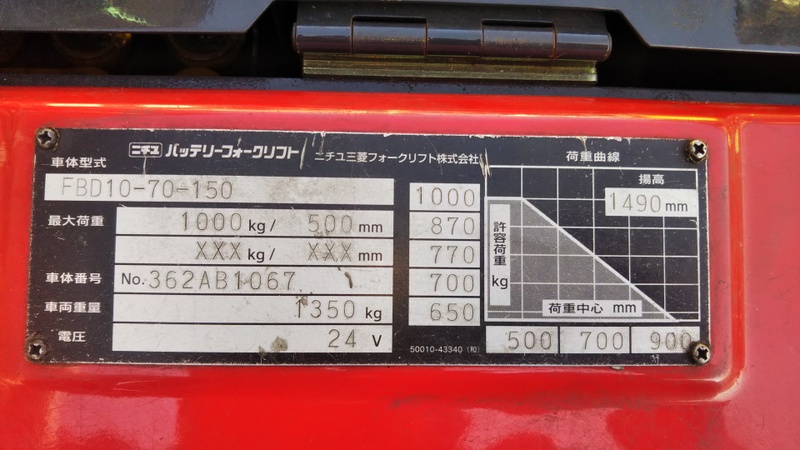 ニチユ バッテリーフォークリフト ニチユ三菱フォークリフト株式会社
車体型式
FBD10-70-150
最大荷重 1000 kg / 500 mm
XXX kg / XXX mm
車体番号 No. 362AB1067
車両重量 1350 kg
電圧 24 V
荷重曲線
揚高
1490 mm
1000
870
770
700
650
許容荷重 kg
荷重中心 mm
500 700 900
50010-43340 (和)